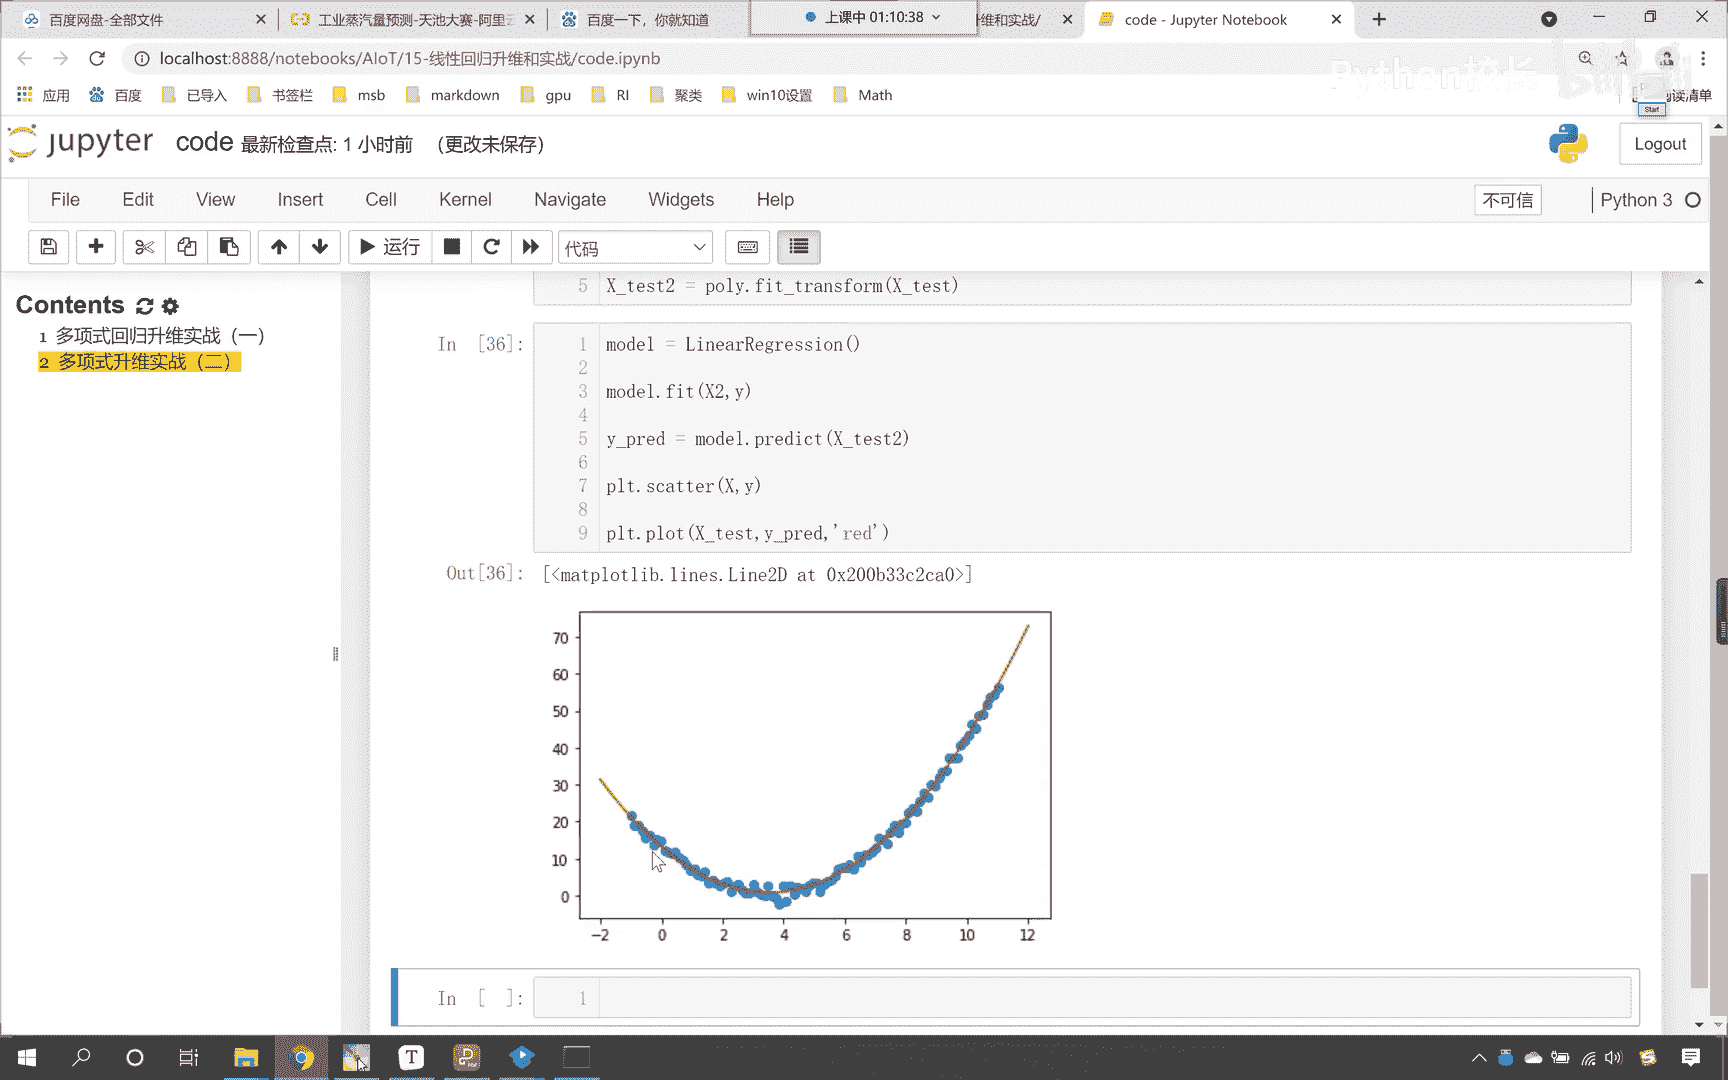 百度网盘-全部文件
工业蒸汽量预测-天池大赛-阿里云
百度一下，你就知道
上课中 01:10:38
维和实战/
code - Jupyter Notebook
localhost:8888/notebooks/AIoT/15-线性回归升维和实战/code.ipynb
Python校长
应用 百度 已导入 书签栏 msb markdown gpu RI 聚类 win10设置 Math 阅读清单
Start
jupyter code 最新检查点: 1 小时前 (更改未保存)
Logout
File Edit View Insert Cell Kernel Navigate Widgets Help
不可信 Python 3
运行 代码
Contents
1 多项式回归升维实战（一）
2 多项式升维实战（二）
5 X_test2 = poly.fit_transform(X_test)
In [36]:
1 model = LinearRegression()
2
3 model.fit(X2,y)
4
5 y_pred = model.predict(X_test2)
6
7 plt.scatter(X,y)
8
9 plt.plot(X_test,y_pred,'red')
Out[36]: [<matplotlib.lines.Line2D at 0x200b33c2ca0>]
70
60
50
40
30
20
10
0
−2 0 2 4 6 8 10 12
In [ ]: 1